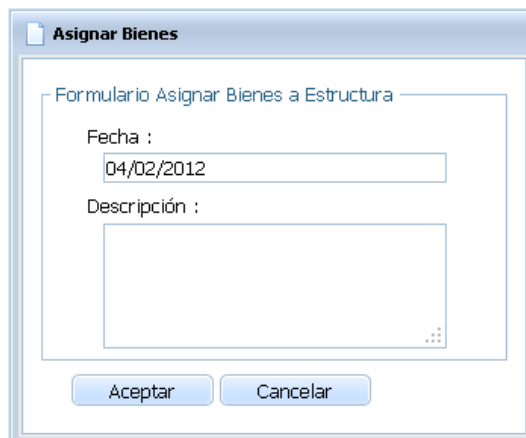 Asignar Bienes
Formulario Asignar Bienes a Estructura
Fecha :
04/02/2012
Descripción :
Aceptar Cancelar